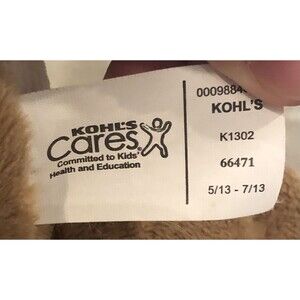 KOHL'S
Cares
Committed to Kids'
Health and Education
KOHL'S
K1302
66471
5/13 - 7/13